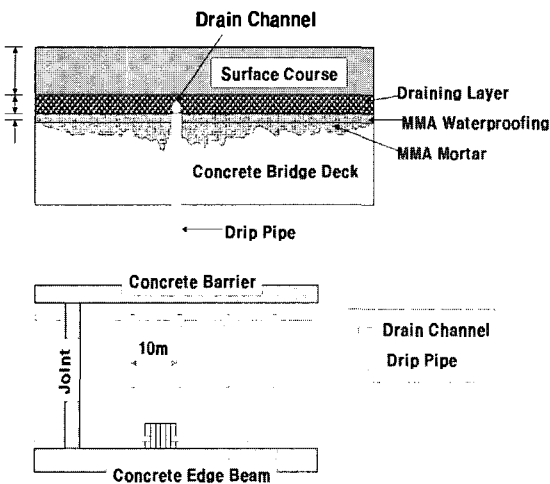 Drain Channel
Surface Course
Draining Layer
MMA Waterproofing
MMA Mortar
Concrete Bridge Deck
Drip Pipe
Concrete Barrier
Drain Channel
10m
Drip Pipe
Joint
Concrete Edge Beam